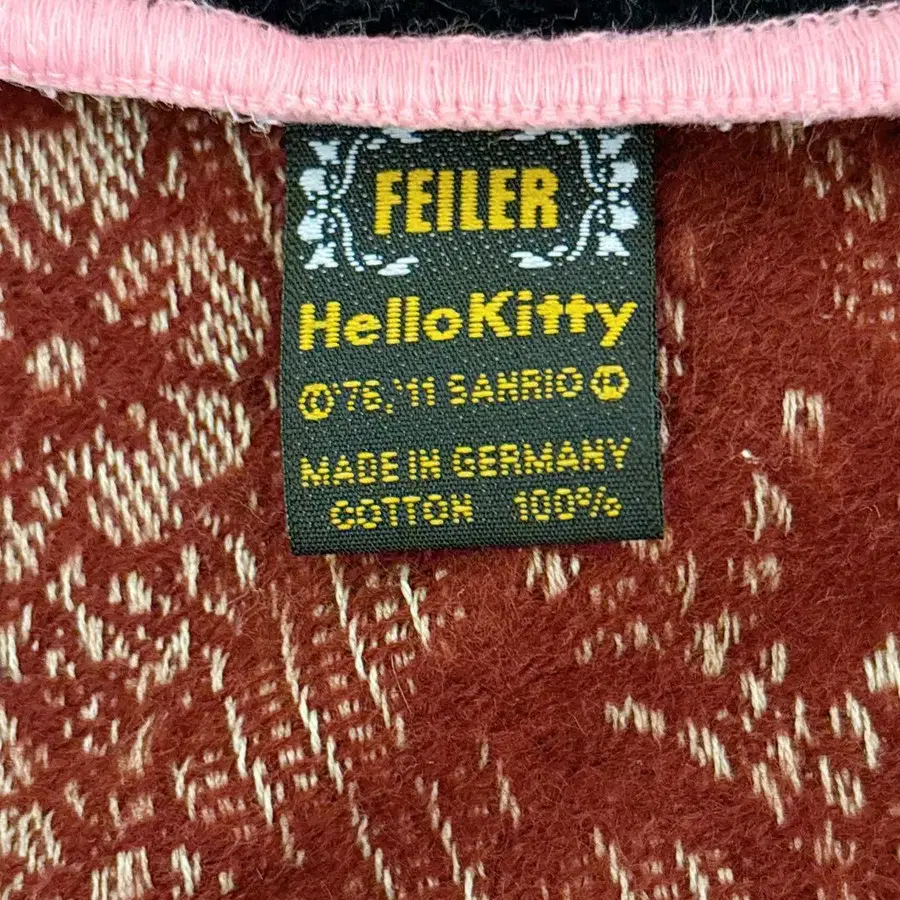 FEILER
HelloKitty
©'76,'11 SANRIO Ⓛ
MADE IN GERMANY
COTTON 100%